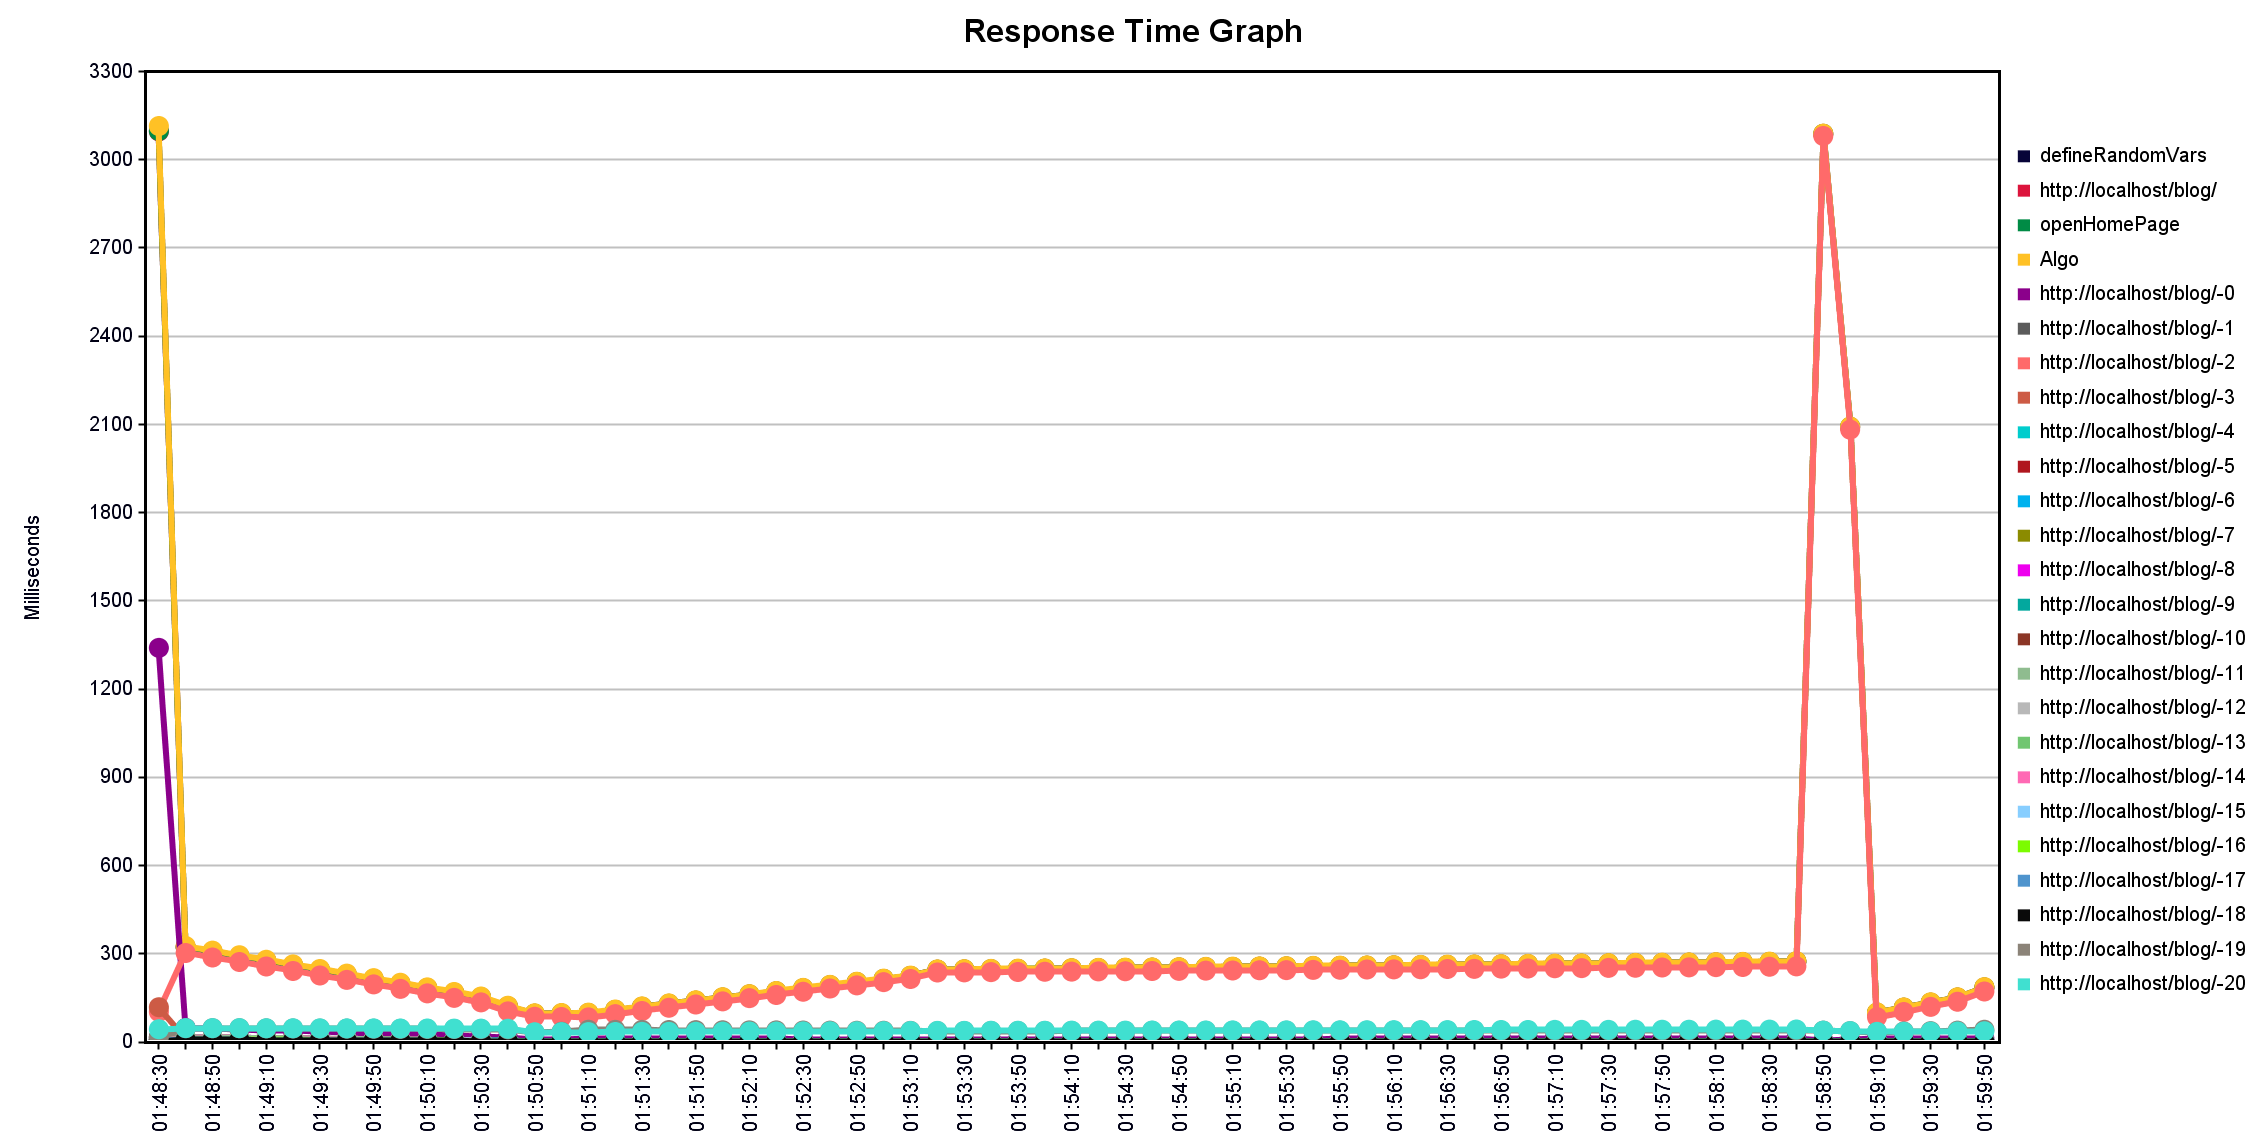 Response Time Graph
Milliseconds
3300
3000
2700
2400
2100
1800
1500
1200
900
600
300
0
01:48:30
01:48:50
01:49:10
01:49:30
01:49:50
01:50:10
01:50:30
01:50:50
01:51:10
01:51:30
01:51:50
01:52:10
01:52:30
01:52:50
01:53:10
01:53:30
01:53:50
01:54:10
01:54:30
01:54:50
01:55:10
01:55:30
01:55:50
01:56:10
01:56:30
01:56:50
01:57:10
01:57:30
01:57:50
01:58:10
01:58:30
01:58:50
01:59:10
01:59:30
01:59:50
defineRandomVars
http://localhost/blog/
openHomePage
Algo
http://localhost/blog/-0
http://localhost/blog/-1
http://localhost/blog/-2
http://localhost/blog/-3
http://localhost/blog/-4
http://localhost/blog/-5
http://localhost/blog/-6
http://localhost/blog/-7
http://localhost/blog/-8
http://localhost/blog/-9
http://localhost/blog/-10
http://localhost/blog/-11
http://localhost/blog/-12
http://localhost/blog/-13
http://localhost/blog/-14
http://localhost/blog/-15
http://localhost/blog/-16
http://localhost/blog/-17
http://localhost/blog/-18
http://localhost/blog/-19
http://localhost/blog/-20